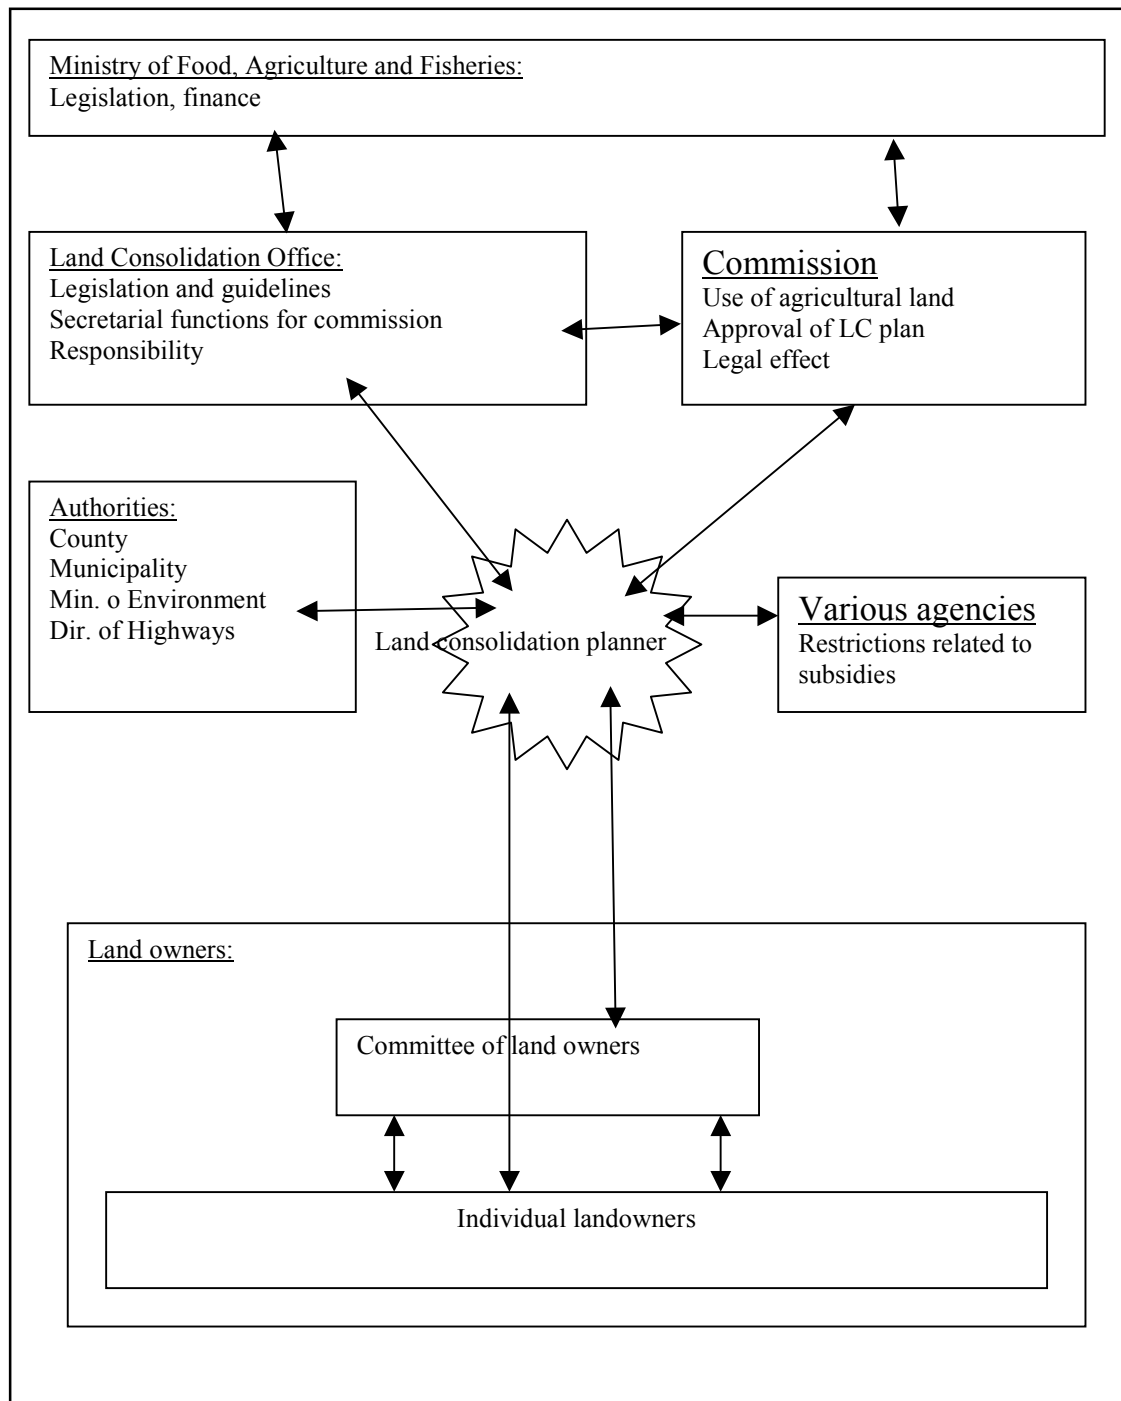 Ministry of Food, Agriculture and Fisheries:
Legislation, finance
Land Consolidation Office:
Legislation and guidelines
Secretarial functions for commission
Responsibility
Commission
Use of agricultural land
Approval of LC plan
Legal effect
Authorities:
County
Municipality
Min. o Environment
Dir. of Highways
Land consolidation planner
Various agencies
Restrictions related to
subsidies
Land owners:
Committee of land owners
Individual landowners